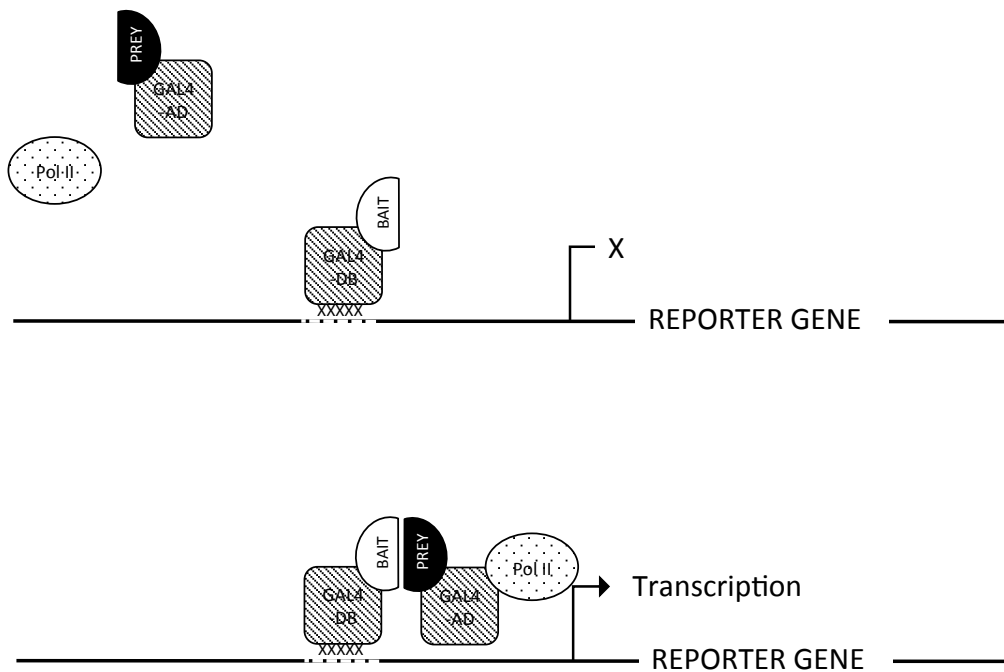 PREY
GAL4
-AD
Pol II
BAIT
GAL4
-DB
XXXXX
X
REPORTER GENE
BAIT
PREY
Pol II
GAL4
-DB
GAL4
-AD
XXXXX
Transcription
REPORTER GENE